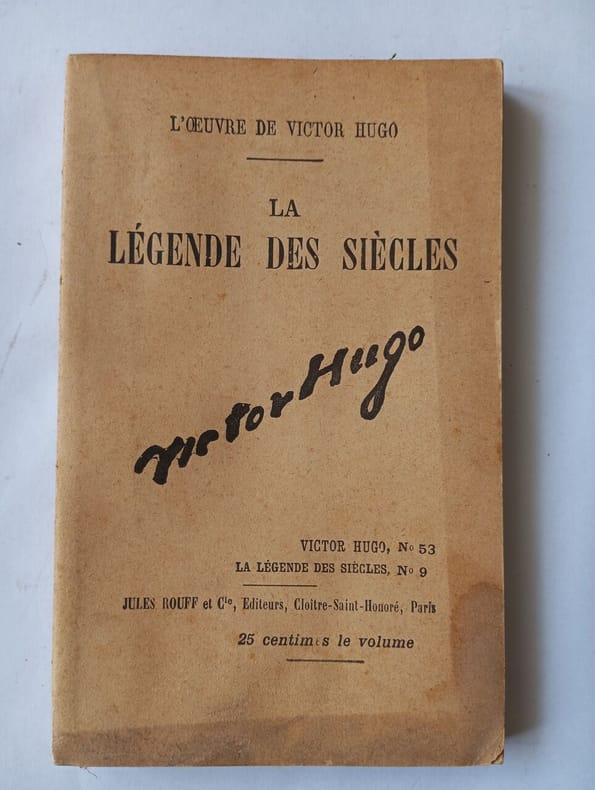 L'ŒUVRE DE VICTOR HUGO
LA
LÉGENDE DES SIÈCLES
Victor Hugo
VICTOR HUGO, No 53
LA LÉGENDE DES SIÈCLES, No 9
JULES ROUFF et Cie, Editeurs, Cloître-Saint-Honoré, Paris
25 centimes le volume